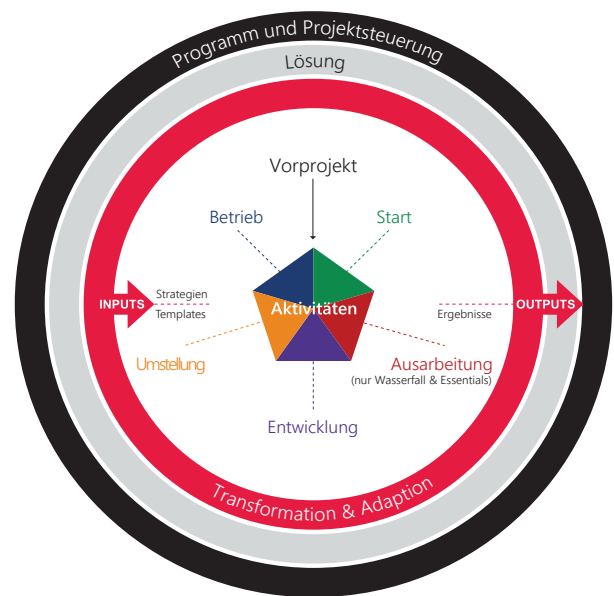 Programm und Projektsteuerung
Lösung
Vorprojekt
Betrieb
Start
INPUTS
Strategien
Templates
Aktivitäten
Ergebnisse
OUTPUTS
Umstellung
Ausarbeitung
(nur Wasserfall & Essentials)
Entwicklung
Transformation & Adaption